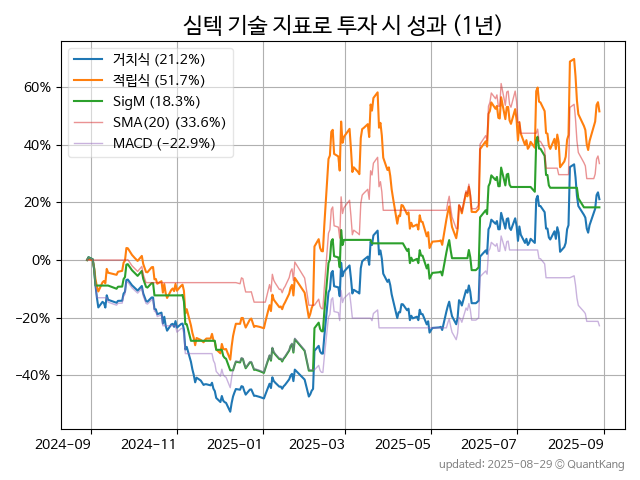 심텍 기술 지표로 투자 시 성과 (1년)
거치식 (21.2%)
적립식 (51.7%)
SigM (18.3%)
SMA(20) (33.6%)
MACD (−22.9%)
60%
40%
20%
0%
−20%
−40%
2024-09
2024-11
2025-01
2025-03
2025-05
2025-07
2025-09
updated: 2025-08-29 © QuantKang